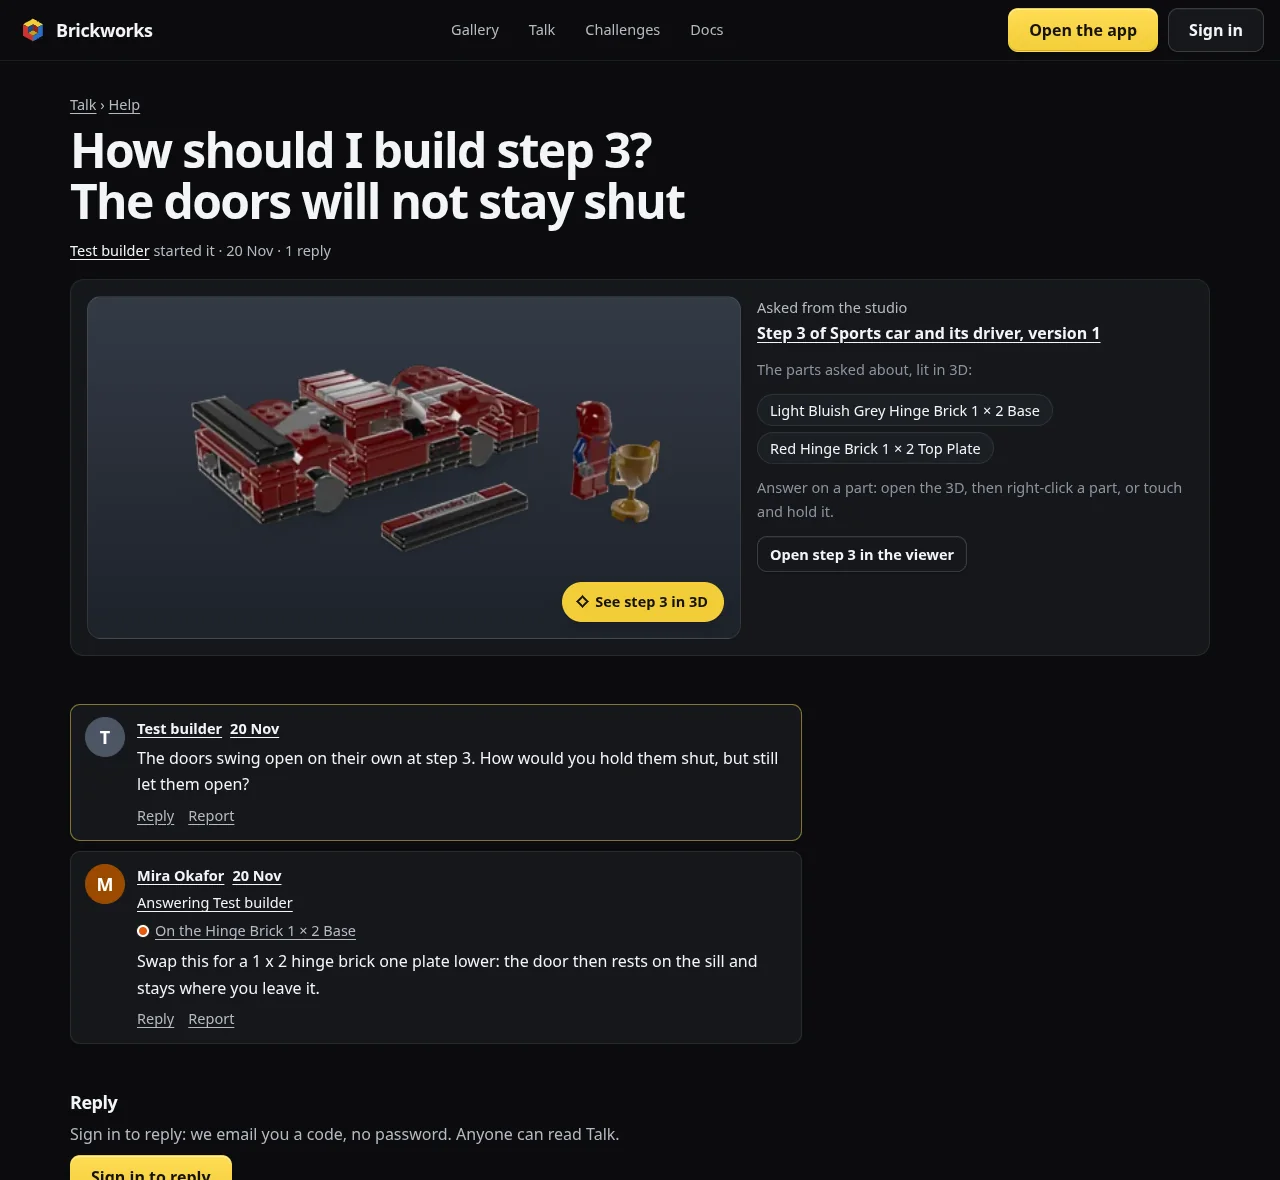 Brickworks
Gallery
Talk
Challenges
Docs
Open the app
Sign in
Talk › Help
How should I build step 3?
The doors will not stay shut
Test builder started it · 20 Nov · 1 reply
See step 3 in 3D
Asked from the studio
Step 3 of Sports car and its driver, version 1
The parts asked about, lit in 3D:
Light Bluish Grey Hinge Brick 1 × 2 Base
Red Hinge Brick 1 × 2 Top Plate
Answer on a part: open the 3D, then right-click a part, or touch
and hold it.
Open step 3 in the viewer
T
Test builder 20 Nov
The doors swing open on their own at step 3. How would you hold them shut, but still
let them open?
Reply Report
M
Mira Okafor 20 Nov
Answering Test builder
On the Hinge Brick 1 × 2 Base
Swap this for a 1 x 2 hinge brick one plate lower: the door then rests on the sill and
stays where you leave it.
Reply Report
Reply
Sign in to reply: we email you a code, no password. Anyone can read Talk.
Sign in to reply